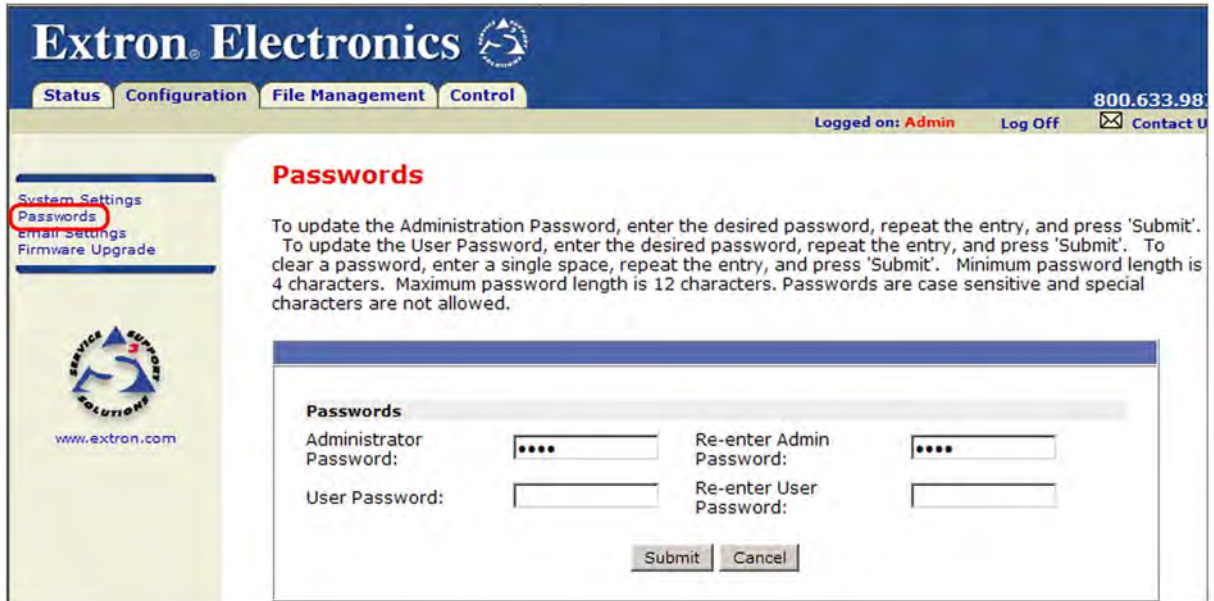 Extron® Electronics
Status Configuration File Management Control
800.633.98
Logged on: Admin Log Off Contact U
System Settings
Passwords
Email Settings
Firmware Upgrade
SERVICE SUPPORT SOLUTIONS
3
www.extron.com
Passwords
To update the Administration Password, enter the desired password, repeat the entry, and press 'Submit'.
To update the User Password, enter the desired password, repeat the entry, and press 'Submit'. To
clear a password, enter a single space, repeat the entry, and press 'Submit'. Minimum password length is
4 characters. Maximum password length is 12 characters. Passwords are case sensitive and special
characters are not allowed.
Passwords
Administrator
Password:
••••
Re-enter Admin
Password:
••••
User Password:
Re-enter User
Password:
Submit Cancel